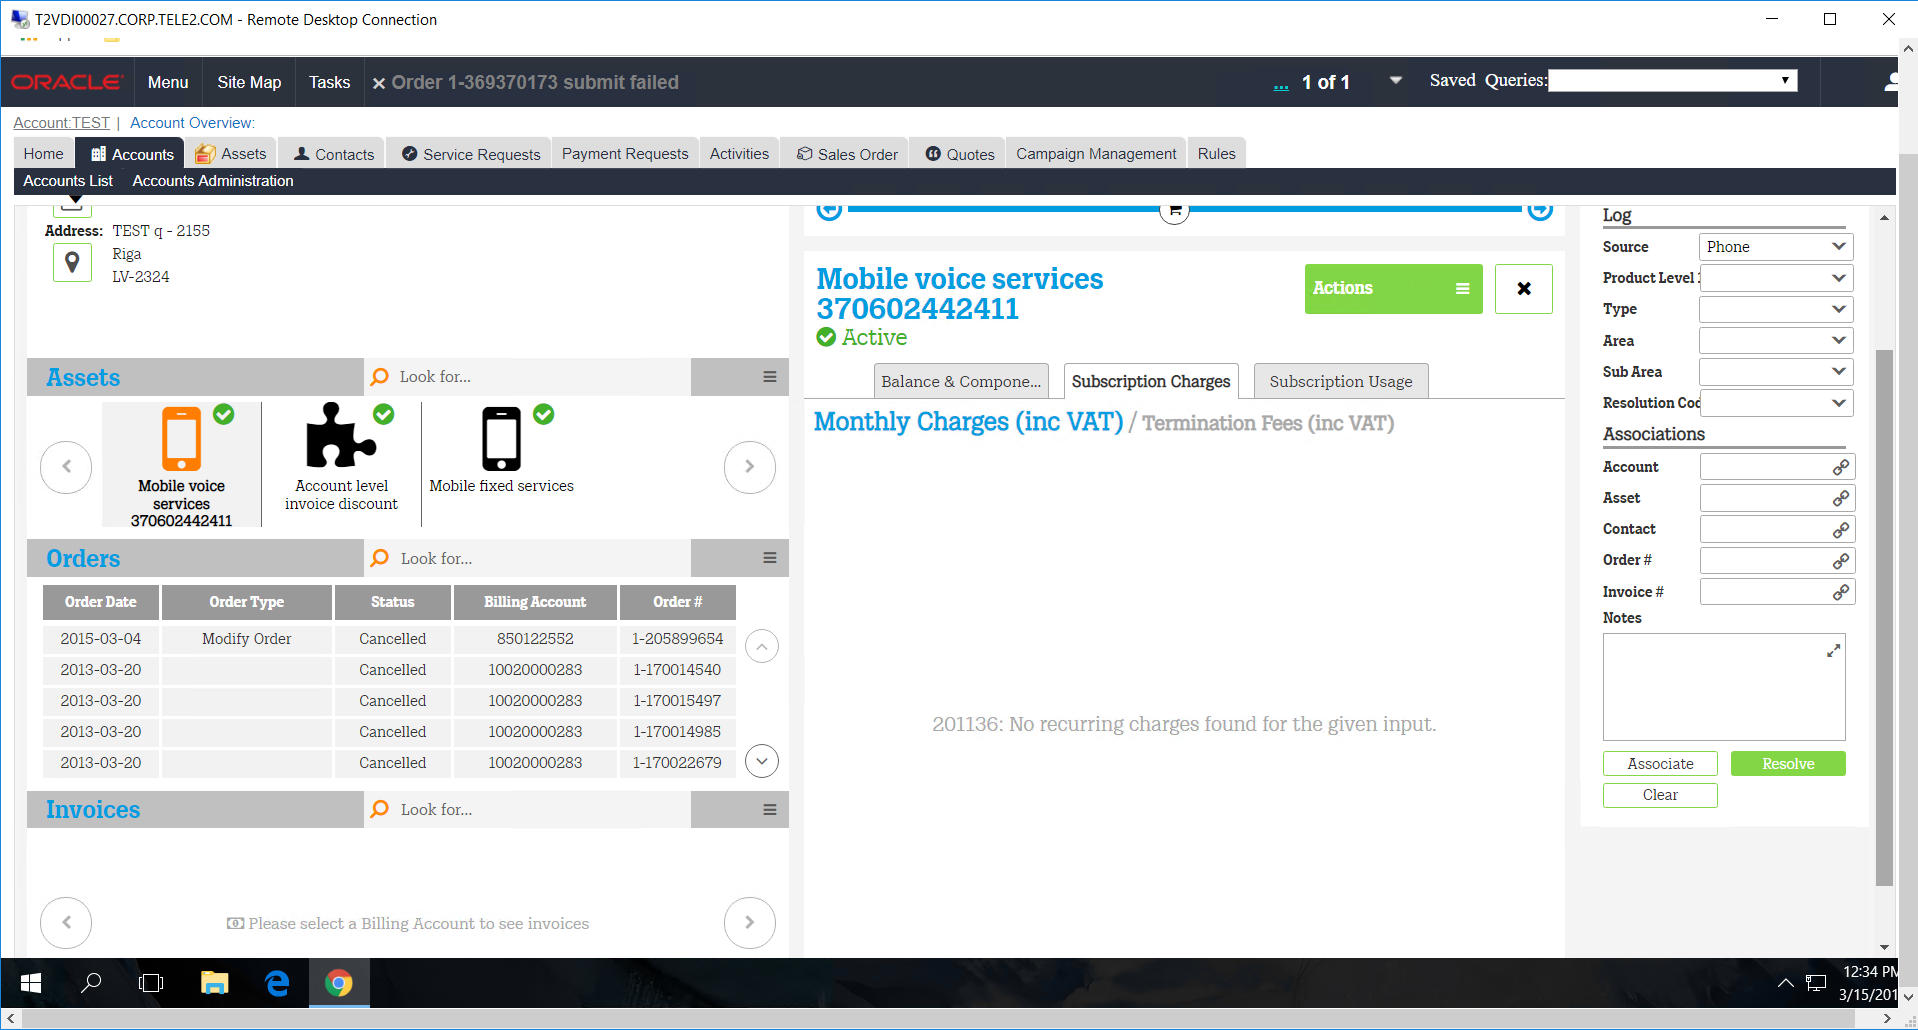 T2VDI00027.CORP.TELE2.COM - Remote Desktop Connection
ORACLE Menu Site Map Tasks Order 1-369370173 submit failed ... 1 of 1 Saved Queries:
Account:TEST | Account Overview:
Home Accounts Assets Contacts Service Requests Payment Requests Activities Sales Order Quotes Campaign Management Rules
Accounts List Accounts Administration
Address: TEST q - 2155
Riga
LV-2324
Assets Look for...
Mobile voice
services
370602442411
Account level
invoice discount
Mobile fixed services
Orders Look for...
Order Date Order Type Status Billing Account Order #
2015-03-04 Modify Order Cancelled 850122552 1-205899654
2013-03-20 Cancelled 10020000283 1-170014540
2013-03-20 Cancelled 10020000283 1-170015497
2013-03-20 Cancelled 10020000283 1-170014985
2013-03-20 Cancelled 10020000283 1-170022679
Invoices Look for...
Please select a Billing Account to see invoices
Mobile voice services
370602442411
Active
Actions
Balance & Compone... Subscription Charges Subscription Usage
Monthly Charges (inc VAT) / Termination Fees (inc VAT)
201136: No recurring charges found for the given input.
Log
Source Phone
Product Level
Type
Area
Sub Area
Resolution Cod
Associations
Account
Asset
Contact
Order #
Invoice #
Notes
Associate Resolve
Clear
12:34 PM
3/15/201